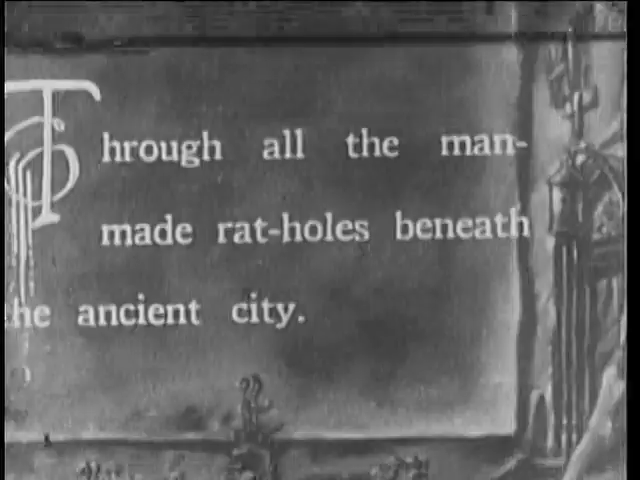 Through all the man-
made rat-holes beneath
the ancient city.